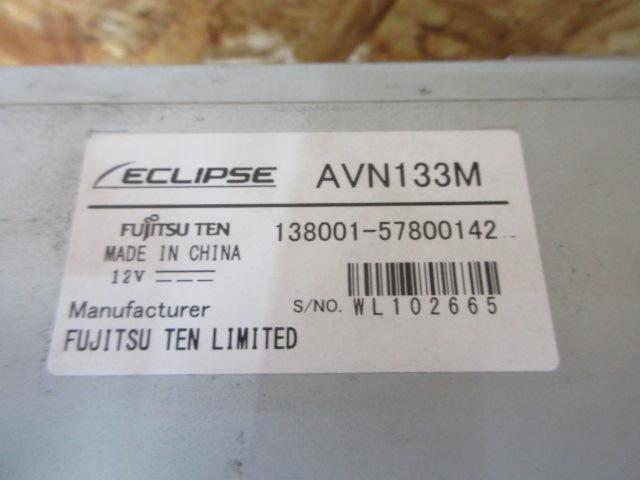 ECLIPSE AVN133M
FUJITSU TEN 138001-57800142
MADE IN CHINA
12V
S/NO. WL102665
Manufacturer
FUJITSU TEN LIMITED